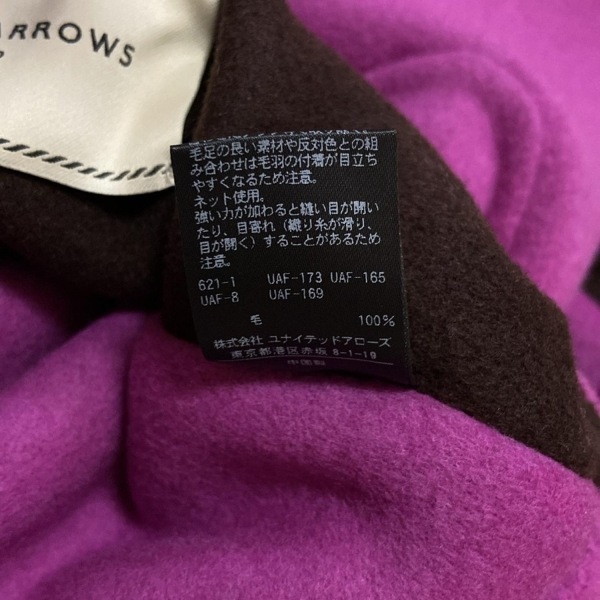 ARROWS
毛足の長い素材や反対色との組
み合わせは毛羽の付着が目立ち
やすくなるため注意。
ネット使用。
強い力が加わると縫い目が開い
たり、目寄れ(織り糸が滑り、
目が開く)することがあるため
注意。
621-1 UAF-173 UAF-165
UAF-8 UAF-169
毛 100%
株式会社 ユナイテッドアローズ
東京都港区赤坂 8-1-19
中国製